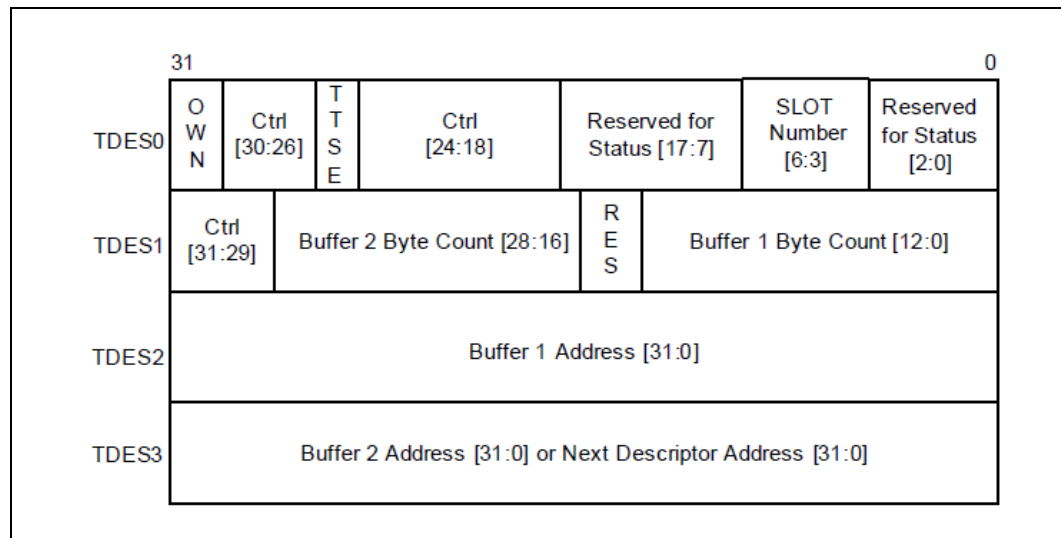 31
0
TDES0
O
W
N
Ctrl
[30:26]
T
T
S
E
Ctrl
[24:18]
Reserved for
Status [17:7]
SLOT
Number
[6:3]
Reserved
for Status
[2:0]
TDES1
Ctrl
[31:29]
Buffer 2 Byte Count [28:16]
R
E
S
Buffer 1 Byte Count [12:0]
TDES2
Buffer 1 Address [31:0]
TDES3
Buffer 2 Address [31:0] or Next Descriptor Address [31:0]